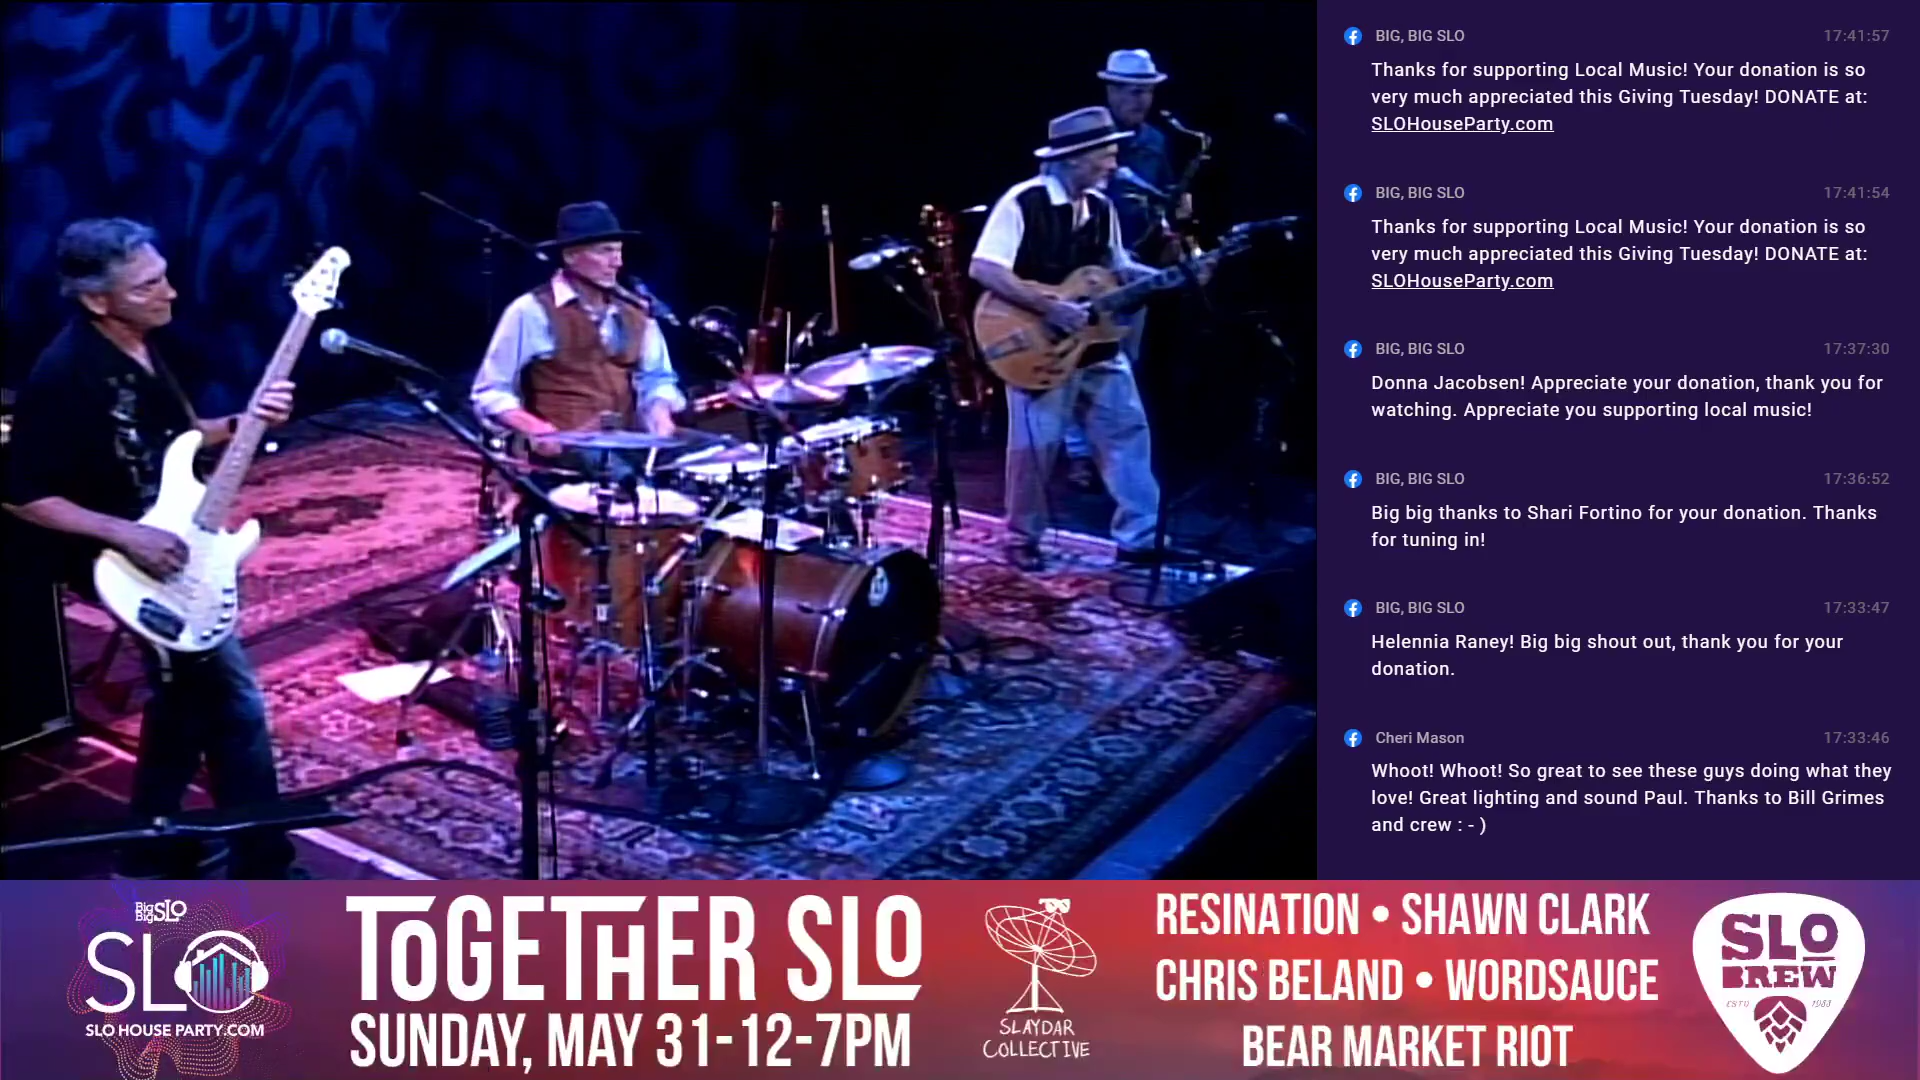 BIG, BIG SLO 17:41:57
Thanks for supporting Local Music! Your donation is so
very much appreciated this Giving Tuesday! DONATE at:
SLOHouseParty.com
BIG, BIG SLO 17:41:54
Thanks for supporting Local Music! Your donation is so
very much appreciated this Giving Tuesday! DONATE at:
SLOHouseParty.com
BIG, BIG SLO 17:37:30
Donna Jacobsen! Appreciate your donation, thank you for
watching. Appreciate you supporting local music!
BIG, BIG SLO 17:36:52
Big big thanks to Shari Fortino for your donation. Thanks
for tuning in!
BIG, BIG SLO 17:33:47
Helennia Raney! Big big shout out, thank you for your
donation.
Cheri Mason 17:33:46
Whoot! Whoot! So great to see these guys doing what they
love! Great lighting and sound Paul. Thanks to Bill Grimes
and crew : - )
Big Big SLO
SLO
SLO HOUSE PARTY.COM
TOGETHER SLO
SUNDAY, MAY 31-12-7PM
SLAYDAR
COLLECTIVE
RESINATION • SHAWN CLARK
CHRIS BELAND • WORDSAUCE
BEAR MARKET RIOT
SLO
BREW
ESTD 1988